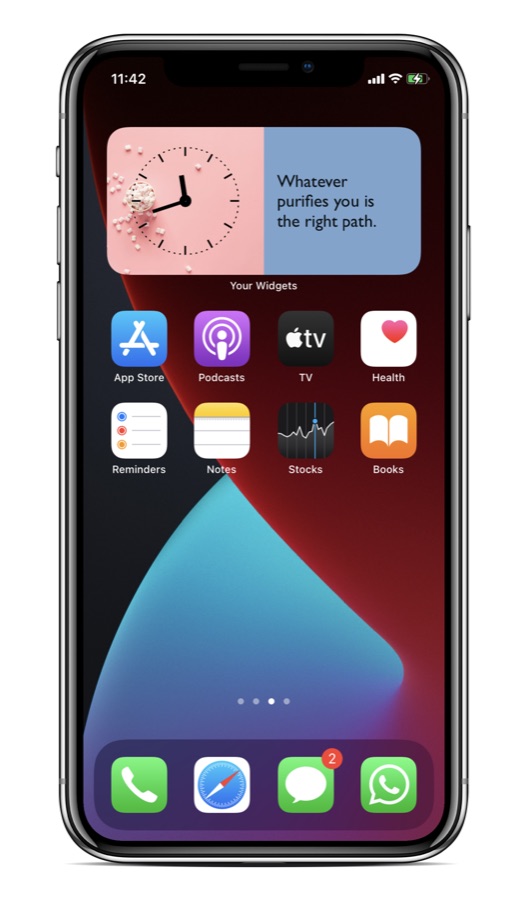 11:42
Whatever
purifies you is
the right path.
Your Widgets
tv
App Store Podcasts TV Health
Reminders Notes Stocks Books
2